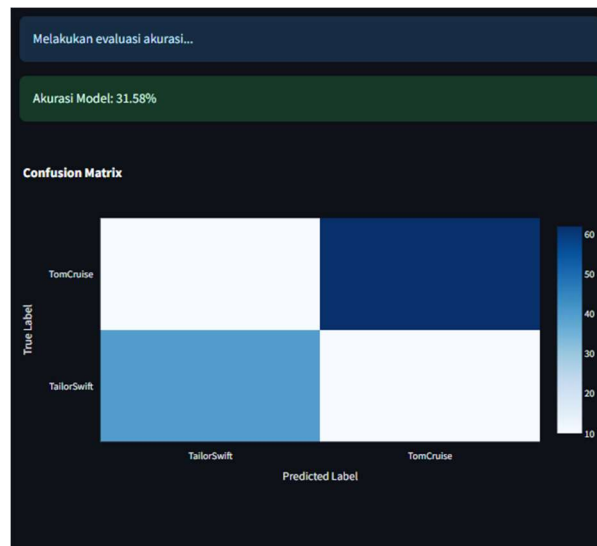 Melakukan evaluasi akurasi...
Akurasi Model: 31.58%
Confusion Matrix
60
TomCruise
50
40
True Label
30
TailorSwift
20
10
TailorSwift TomCruise
Predicted Label